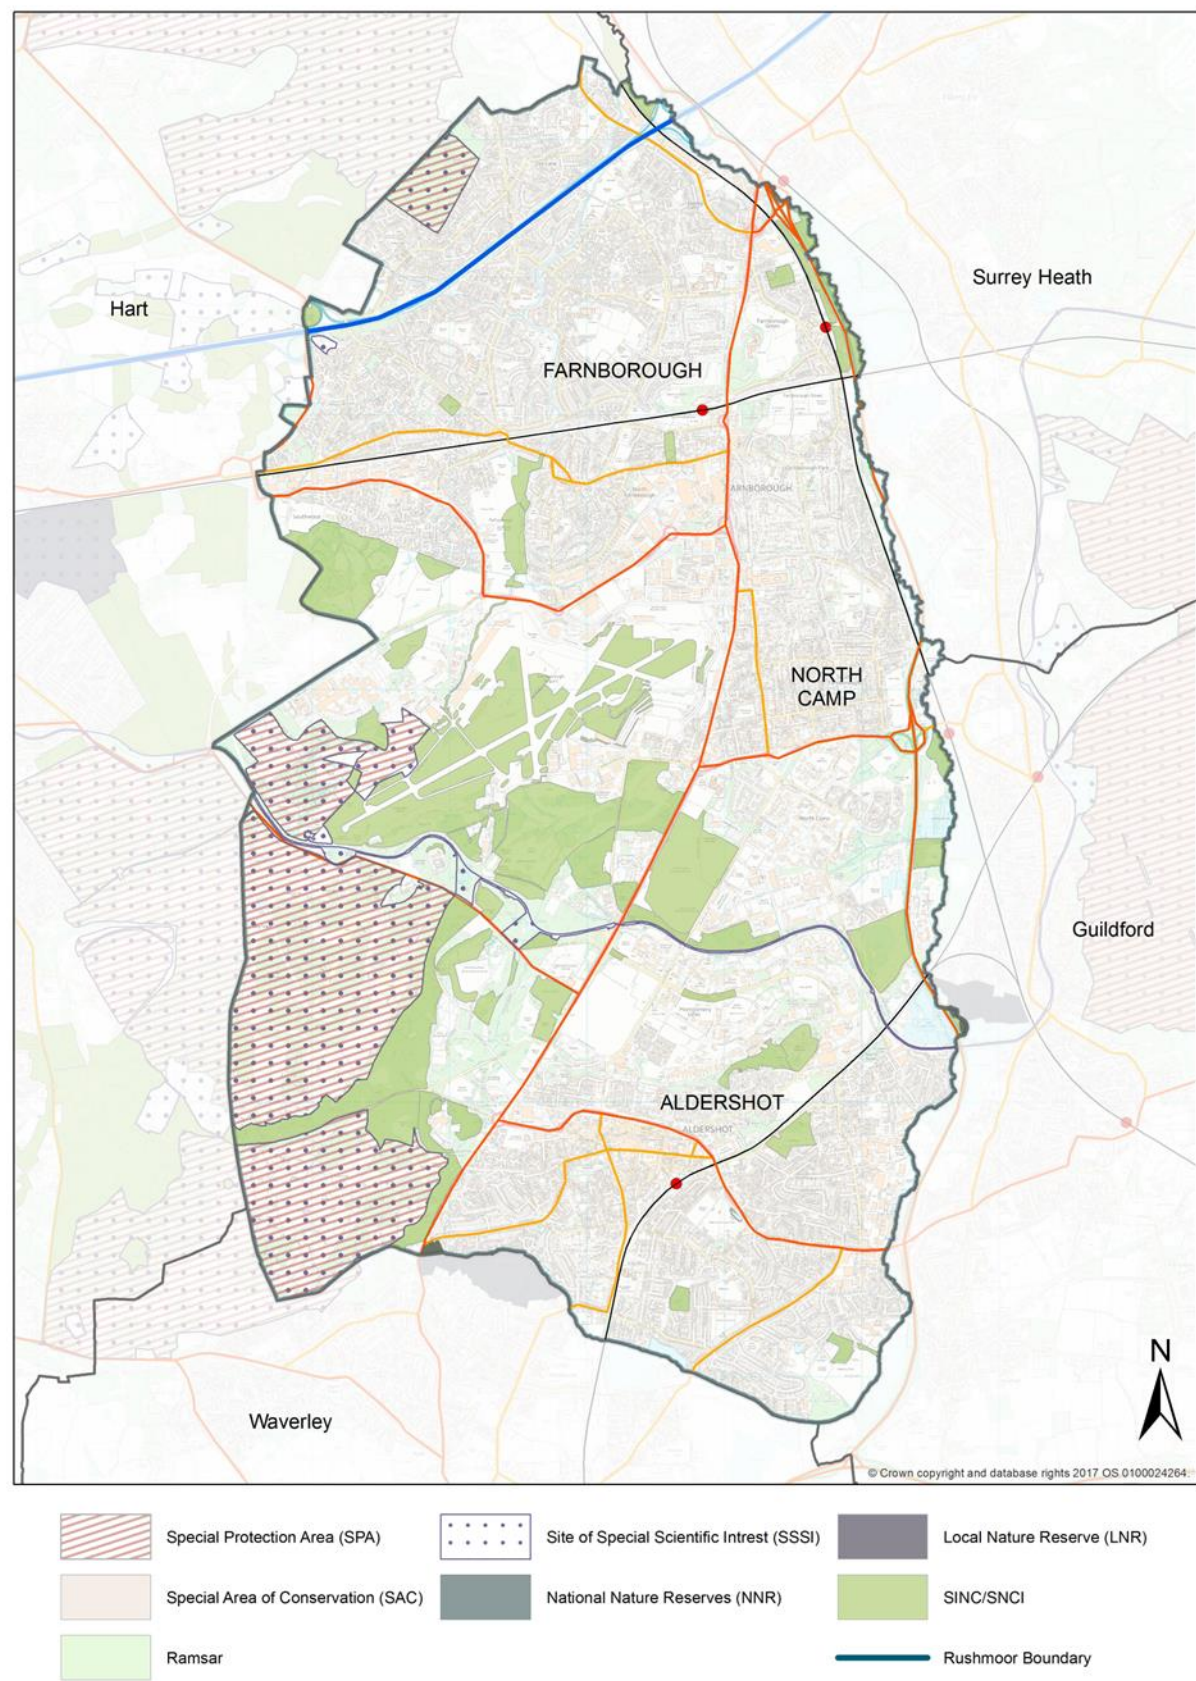 Hart
Surrey Heath
FARNBOROUGH
FARNBOROUGH
NORTH
CAMP
Guildford
ALDERSHOT
ALDERSHOT
Waverley
N
© Crown copyright and database rights 2017 OS 0100024264.
Special Protection Area (SPA)
Site of Special Scientific Intrest (SSSI)
Local Nature Reserve (LNR)
Special Area of Conservation (SAC)
National Nature Reserves (NNR)
SINC/SNCI
Ramsar
Rushmoor Boundary